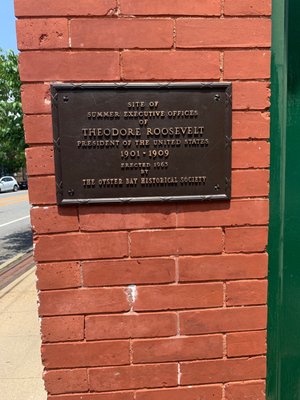 SITE OF
SUMMER EXECUTIVE OFFICES
OF
THEODORE ROOSEVELT
PRESIDENT OF THE UNITED STATES
1901 • 1909
ERECTED 1965
BY
THE OYSTER BAY HISTORICAL SOCIETY